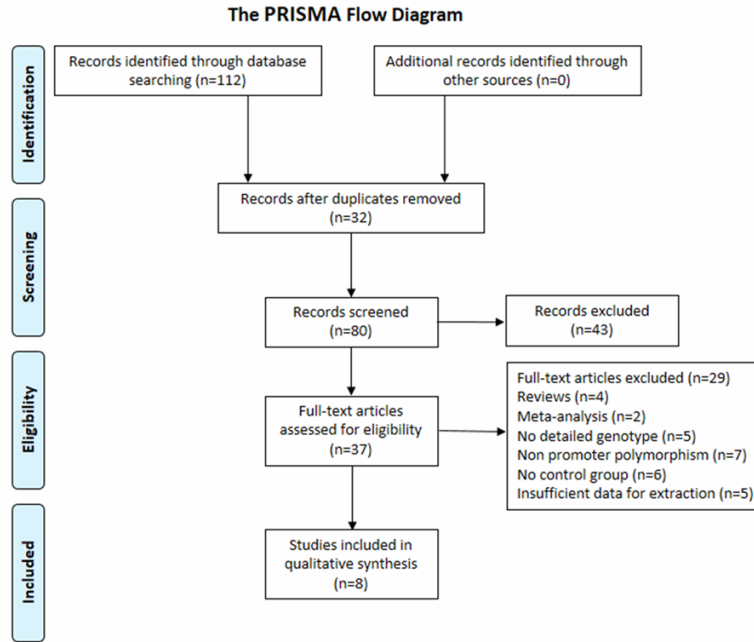 The PRISMA Flow Diagram
Identification
Records identified through database
searching (n=112)
Additional records identified through
other sources (n=0)
Records after duplicates removed
(n=32)
Screening
Records screened
(n=80)
Records excluded
(n=43)
Eligibility
Full-text articles
assessed for eligibility
(n=37)
Full-text articles excluded (n=29)
Reviews (n=4)
Meta-analysis (n=2)
No detailed genotype (n=5)
Non promoter polymorphism (n=7)
No control group (n=6)
Insufficient data for extraction (n=5)
Included
Studies included in
qualitative synthesis
(n=8)